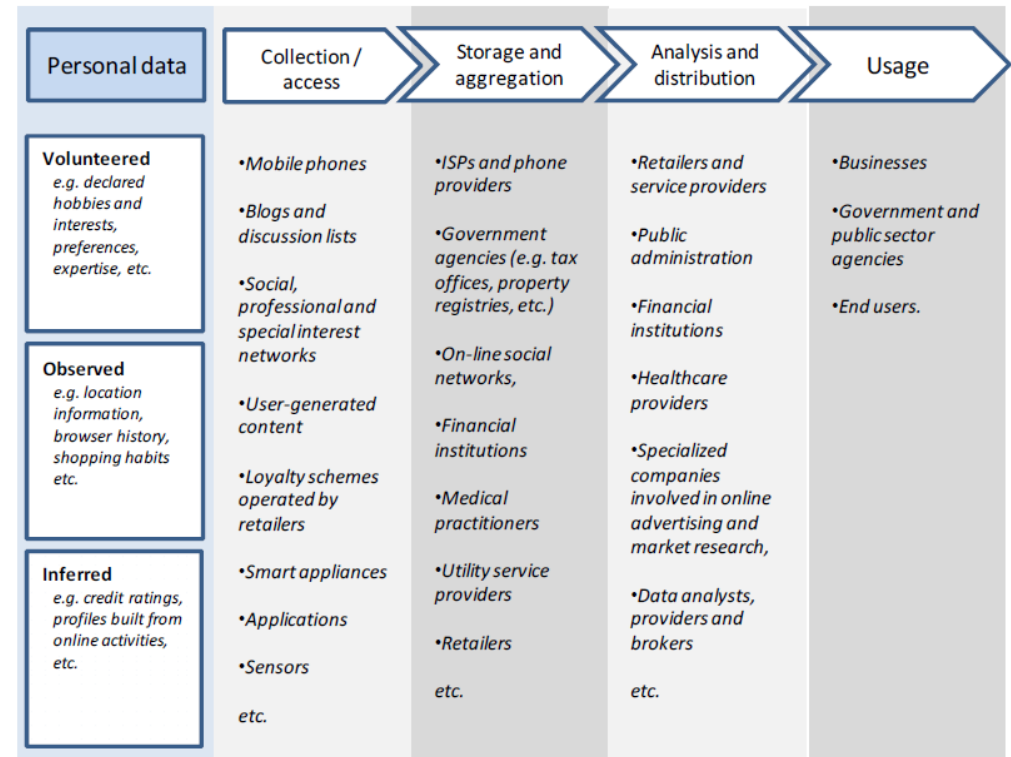 Personal data
Collection /
access
Storage and
aggregation
Analysis and
distribution
Usage
Volunteered
e.g. declared
hobbies and
interests,
preferences,
expertise, etc.
Observed
e.g. location
information,
browser history,
shopping habits
etc.
Inferred
e.g. credit ratings,
profiles built from
online activities,
etc.
•Mobile phones
•Blogs and
discussion lists
•Social,
professional and
special interest
networks
•User-generated
content
•Loyalty schemes
operated by
retailers
•Smart appliances
•Applications
•Sensors
etc.
•ISPs and phone
providers
•Government
agencies (e.g. tax
offices, property
registries, etc.)
•On-line social
networks,
•Financial
institutions
•Medical
practitioners
•Utility service
providers
•Retailers
etc.
•Retailers and
service providers
•Public
administration
•Financial
institutions
•Healthcare
providers
•Specialized
companies
involved in online
advertising and
market research,
•Data analysts,
providers and
brokers
etc.
•Businesses
•Government and
public sector
agencies
•End users.